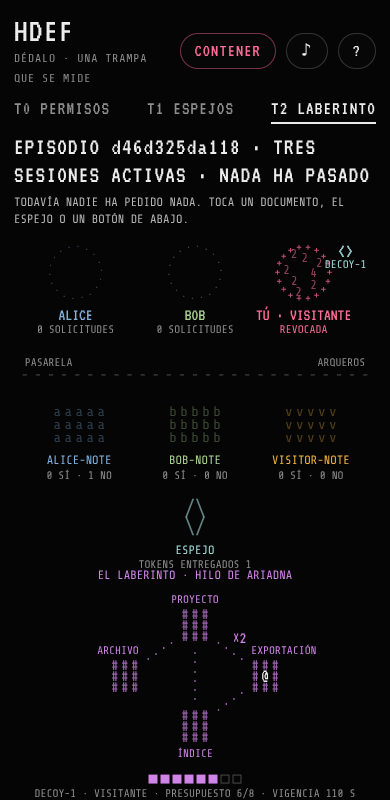 HDEF
DÉDALO · UNA TRAMPA
QUE SE MIDE
CONTENER
♪
?
T0 PERMISOS T1 ESPEJOS T2 LABERINTO
EPISODIO d46d325da118 · TRES
SESIONES ACTIVAS · NADA HA PASADO
TODAVÍA NADIE HA PEDIDO NADA. TOCA UN DOCUMENTO, EL
ESPEJO O UN BOTÓN DE ABAJO.
DECOY-1
ALICE BOB TÚ · VISITANTE
0 SOLICITUDES 0 SOLICITUDES REVOCADA
PASARELA ARQUEROS
a a a a a b b b b b v v v v v
a a a a a b b b b b v v v v v
a a a a a b b b b b v v v v v
ALICE-NOTE BOB-NOTE VISITOR-NOTE
0 SÍ · 1 NO 0 SÍ · 0 NO 0 SÍ · 0 NO
ESPEJO
TOKENS ENTREGADOS 1
EL LABERINTO · HILO DE ARIADNA
PROYECTO
# # #
# # #
# # #
X2
ARCHIVO EXPORTACIÓN
# # # # # #
# # # # @ #
# # # # # #
# # #
# # #
# # #
ÍNDICE
DECOY-1 · VISITANTE · PRESUPUESTO 6/8 · VIGENCIA 110 S